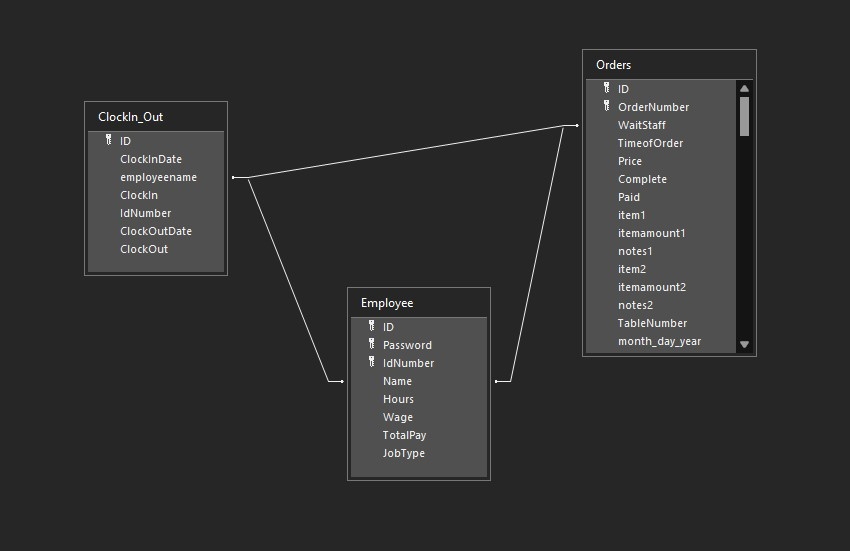 ClockIn_Out
ID
ClockInDate
employeename
ClockIn
IdNumber
ClockOutDate
ClockOut
Employee
ID
Password
IdNumber
Name
Hours
Wage
TotalPay
JobType
Orders
ID
OrderNumber
WaitStaff
TimeofOrder
Price
Complete
Paid
item1
itemamount1
notes1
item2
itemamount2
notes2
TableNumber
month_day_year